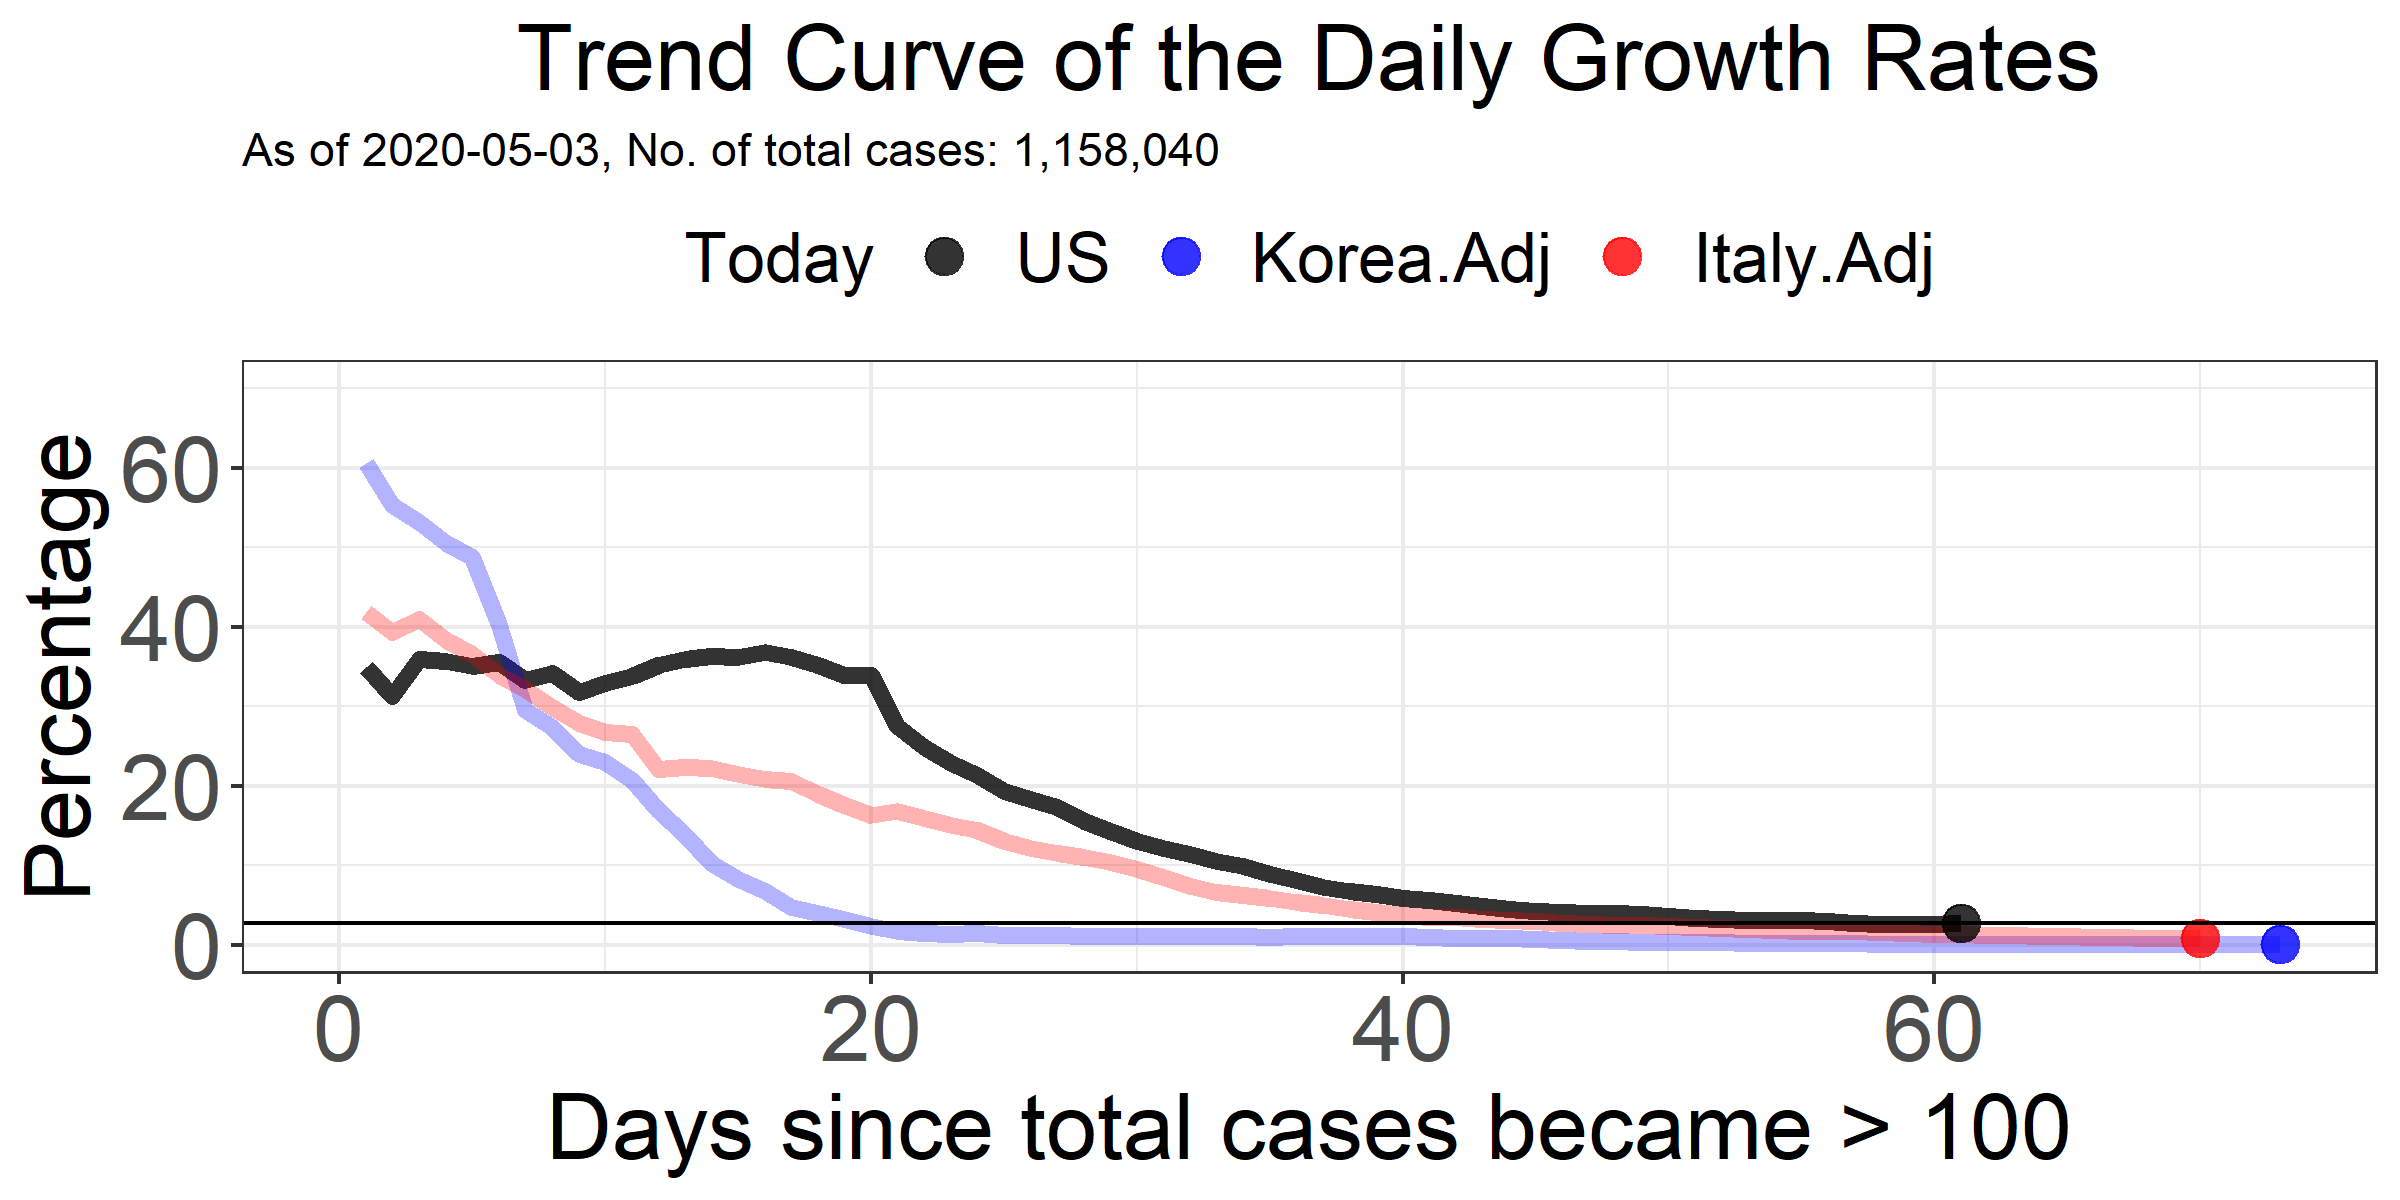 Trend Curve of the Daily Growth Rates
As of 2020-05-03, No. of total cases: 1,158,040
Today US Korea.Adj Italy.Adj
Percentage
60
40
20
0
0 20 40 60
Days since total cases became > 100